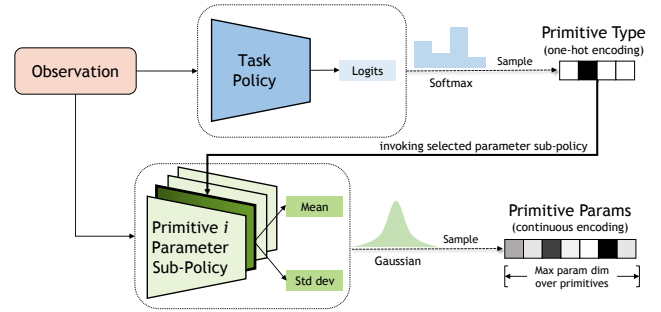 Primitive Type
(one-hot encoding)
Observation
Task
Policy
Logits
Softmax
Sample
invoking selected parameter sub-policy
Primitive i
Parameter
Sub-Policy
Mean
Std dev
Gaussian
Sample
Primitive Params
(continuous encoding)
Max param dim
over primitives